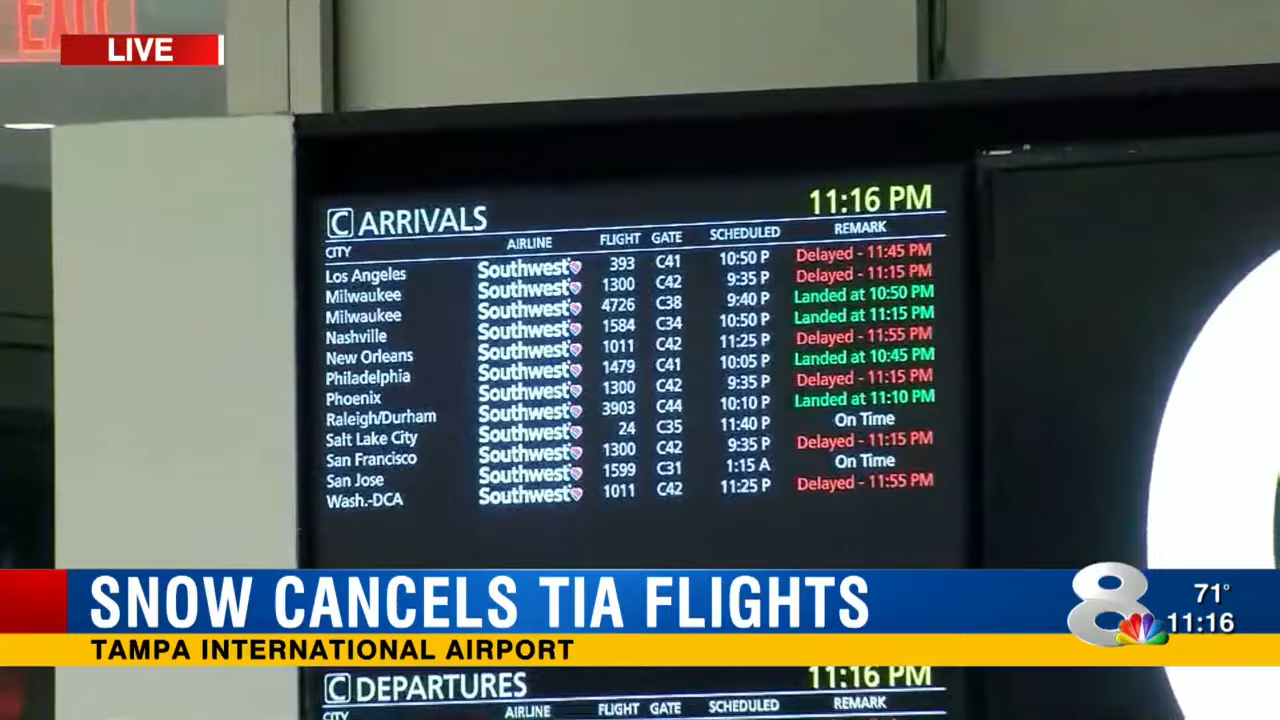 EXIT
LIVE
C ARRIVALS 11:16 PM
CITY AIRLINE FLIGHT GATE SCHEDULED REMARK
Los Angeles Southwest 393 C41 10:50 P Delayed - 11:45 PM
Milwaukee Southwest 1300 C42 9:35 P Delayed - 11:15 PM
Milwaukee Southwest 4726 C38 9:40 P Landed at 10:50 PM
Nashville Southwest 1584 C34 10:50 P Landed at 11:15 PM
New Orleans Southwest 1011 C42 11:25 P Delayed - 11:55 PM
Philadelphia Southwest 1479 C41 10:05 P Landed at 10:45 PM
Phoenix Southwest 1300 C42 9:35 P Delayed - 11:15 PM
Raleigh/Durham Southwest 3903 C44 10:10 P Landed at 11:10 PM
Salt Lake City Southwest 24 C35 11:40 P On Time
San Francisco Southwest 1300 C42 9:35 P Delayed - 11:15 PM
San Jose Southwest 1599 C31 1:15 A On Time
Wash.-DCA Southwest 1011 C42 11:25 P Delayed - 11:55 PM
SNOW CANCELS TIA FLIGHTS
TAMPA INTERNATIONAL AIRPORT
8
71°
11:16
C DEPARTURES 11:16 PM
CITY AIRLINE FLIGHT GATE SCHEDULED REMARK